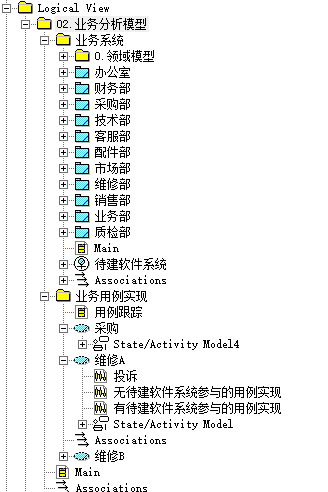 Logical View
02.业务分析模型
业务系统
0.领域模型
办公室
财务部
采购部
技术部
客服部
配件部
市场部
维修部
销售部
业务部
质检部
Main
待建软件系统
Associations
业务用例实现
用例跟踪
采购
State/Activity Model4
维修A
投诉
无待建软件系统参与的用例实现
有待建软件系统参与的用例实现
State/Activity Model
Associations
维修B
Main
Associations